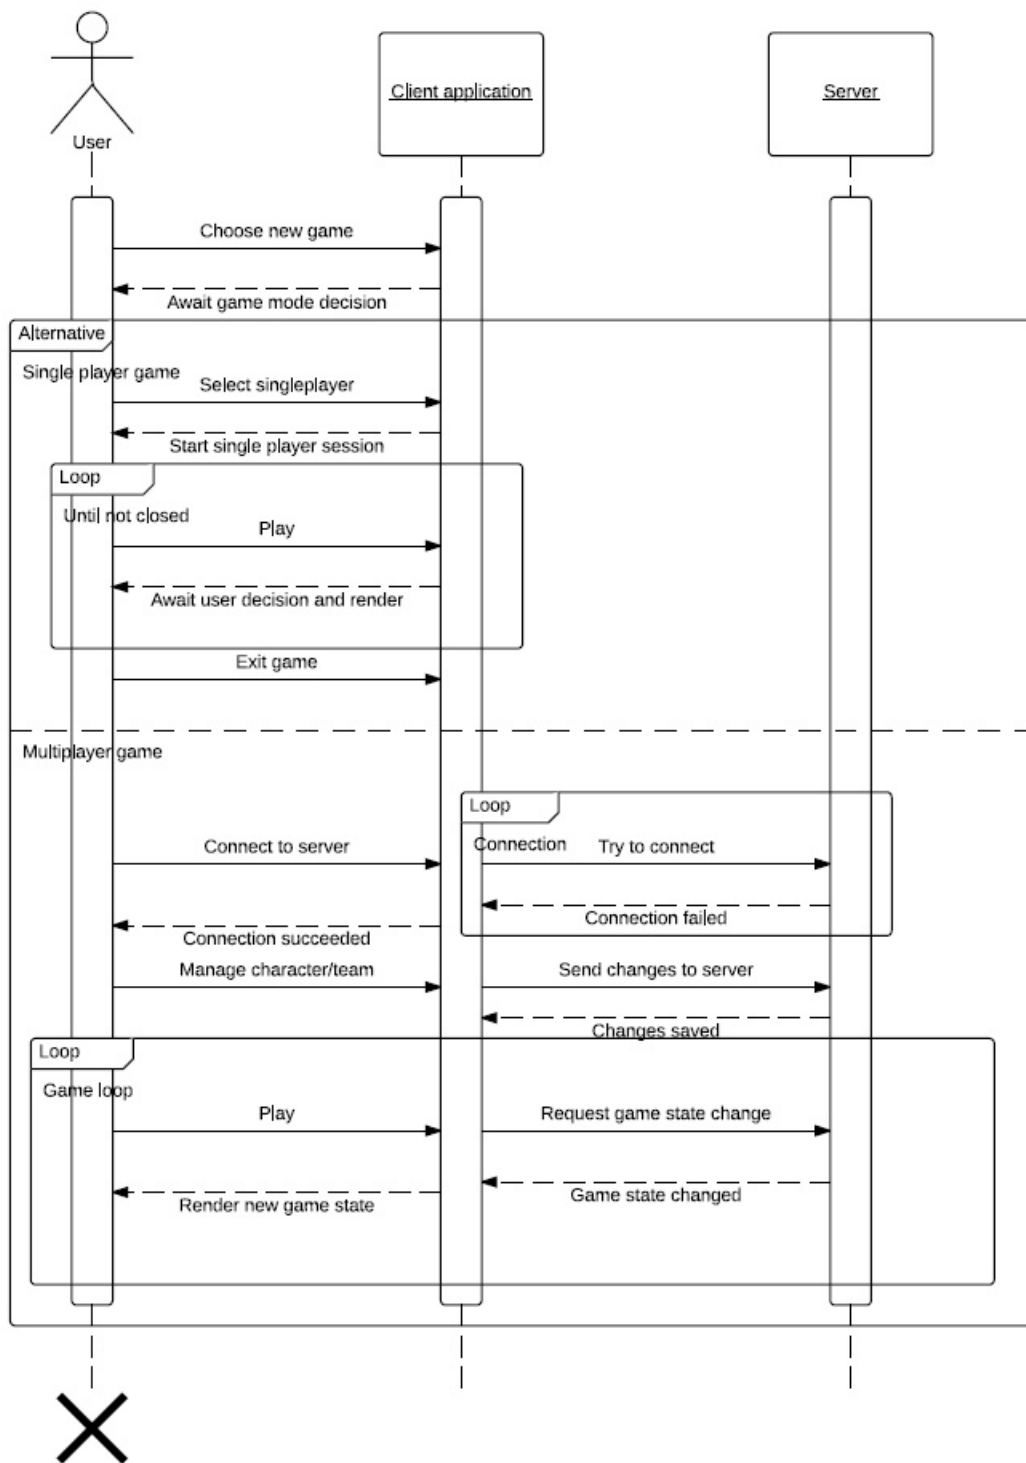 User
Client application
Server
Choose new game
Await game mode decision
Alternative
Single player game
Select singleplayer
Start single player session
Loop
Until not closed
Play
Await user decision and render
Exit game
Multiplayer game
Loop
Connection
Connect to server
Try to connect
Connection failed
Connection succeeded
Manage character/team
Send changes to server
Changes saved
Loop
Game loop
Play
Request game state change
Game state changed
Render new game state